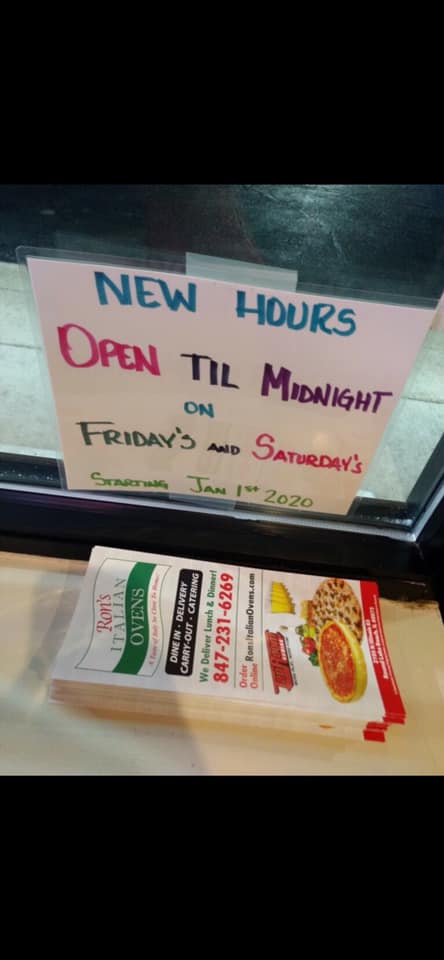 NEW HOURS
OPEN TIL MIDNIGHT
ON
FRIDAY'S AND SATURDAY'S
STARTING JAN 1st 2020
Ron's
ITALIAN
OVENS
DINE IN · DELIVERY
CARRY-OUT · CATERING
We Deliver Lunch & Dinner!
847-231-6269
Order
Online
RonsItalianOvens.com